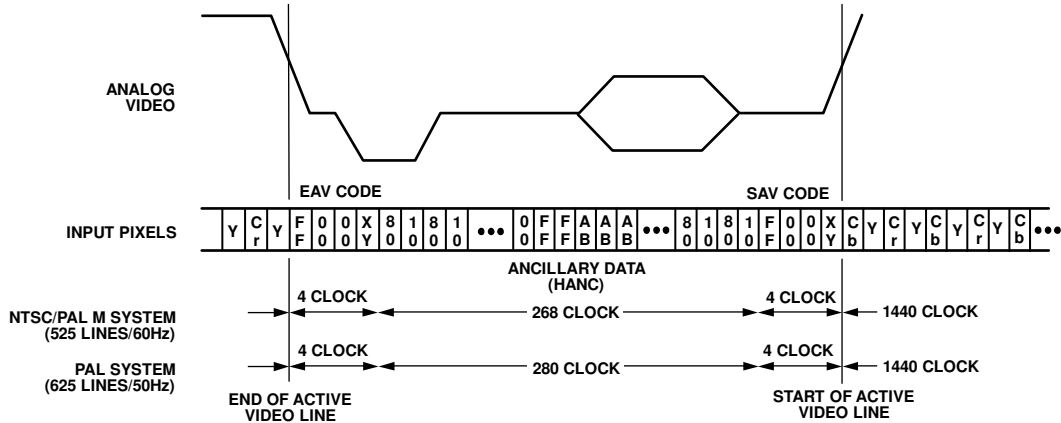 ANALOG
VIDEO
EAV CODE
SAV CODE
INPUT PIXELS
Y Cr Y FF 00 00 XY 80 10 80 10 ••• 00 FF FF AB AB AB ••• 80 10 80 10 FF 00 00 XY Cb Y Cr Y Cb Y Cr Y Cb •••
ANCILLARY DATA
(HANC)
NTSC/PAL M SYSTEM
(525 LINES/60Hz)
4 CLOCK
268 CLOCK
4 CLOCK
1440 CLOCK
PAL SYSTEM
(625 LINES/50Hz)
4 CLOCK
280 CLOCK
4 CLOCK
1440 CLOCK
END OF ACTIVE
VIDEO LINE
START OF ACTIVE
VIDEO LINE